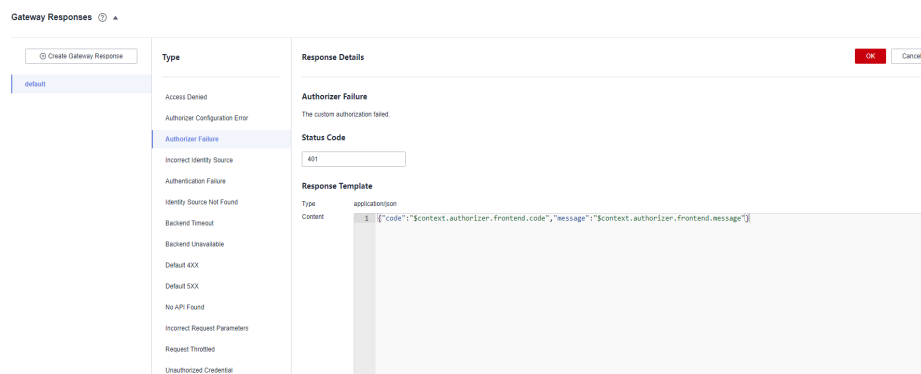 Gateway Responses
Create Gateway Response
default
Type
Access Denied
Authorizer Configuration Error
Authorizer Failure
Incorrect Identity Source
Authentication Failure
Identity Source Not Found
Backend Timeout
Backend Unavailable
Default 4XX
Default 5XX
No API Found
Incorrect Request Parameters
Request Throttled
Unauthorized Credential
Response Details
OK
Cancel
Authorizer Failure
The custom authorization failed.
Status Code
401
Response Template
Type application/json
Content
1 {"code":"$context.authorizer.frontend.code","message":"$context.authorizer.frontend.message"}